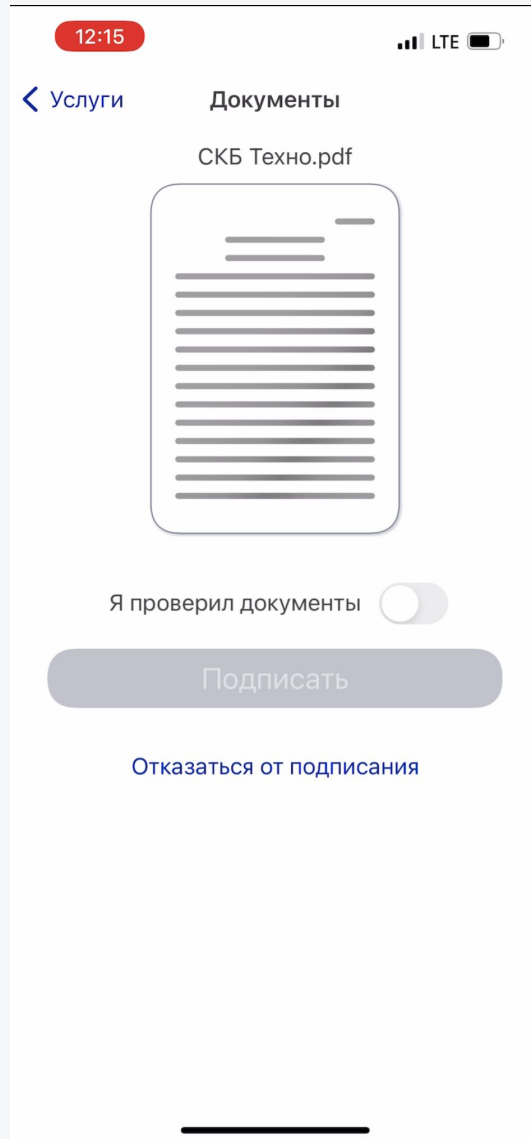 12:15
LTE
Услуги
Документы
СКБ Техно.pdf
Я проверил документы
Подписать
Отказаться от подписания